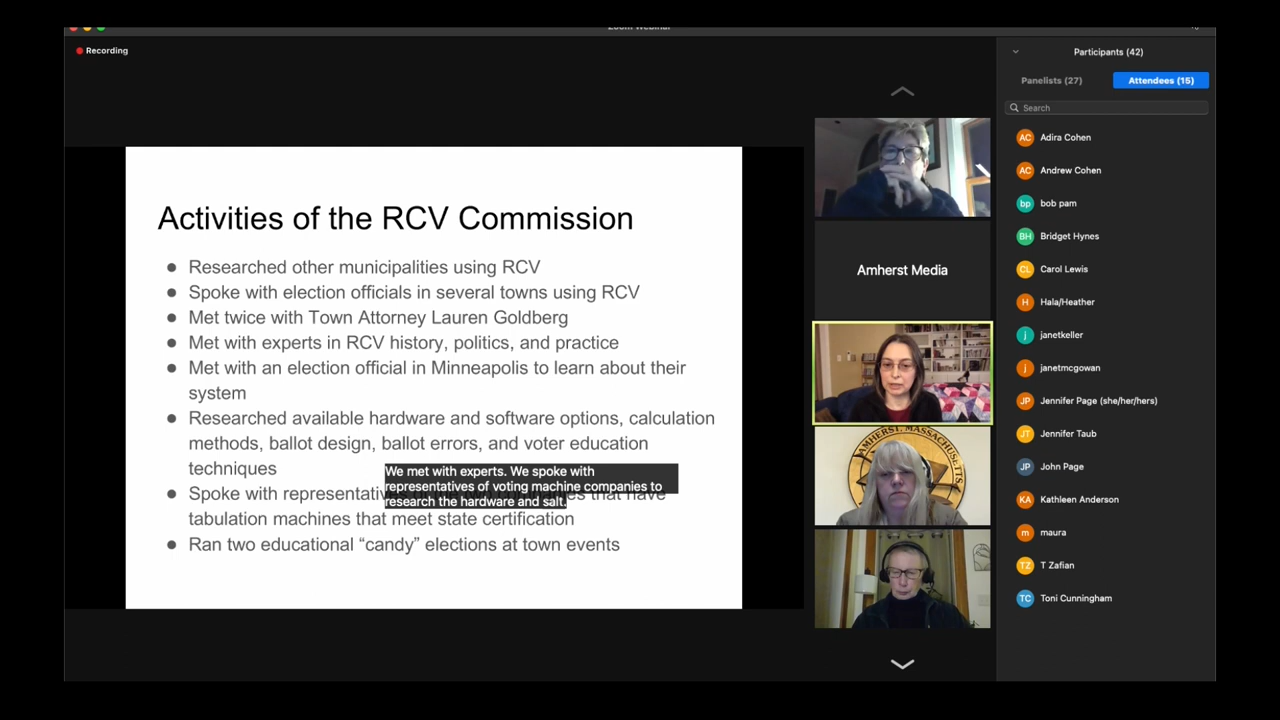 Recording
Activities of the RCV Commission
● Researched other municipalities using RCV
● Spoke with election officials in several towns using RCV
● Met twice with Town Attorney Lauren Goldberg
● Met with experts in RCV history, politics, and practice
● Met with an election official in Minneapolis to learn about their
system
● Researched available hardware and software options, calculation
methods, ballot design, ballot errors, and voter education
techniques
● Spoke with that have
tabulation machines that meet state certification
● Ran two educational “candy” elections at town events
We met with experts. We spoke with
representatives of voting machine companies to
research the hardware and salt.
Amherst Media
AMHERST, MASSACHUSETTS
Participants (42)
Panelists (27)
Attendees (15)
Search
AC Adira Cohen
AC Andrew Cohen
bp bob pam
BH Bridget Hynes
CL Carol Lewis
H Hala/Heather
j janetkeller
j janetmcgowan
JP Jennifer Page (she/her/hers)
JT Jennifer Taub
JP John Page
KA Kathleen Anderson
m maura
TZ T Zafian
TC Toni Cunningham